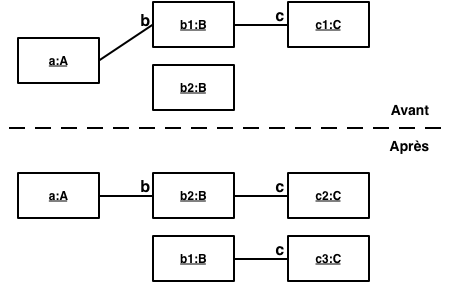 b b1:B c c1:C
a:A
b2:B
Avant
Après
a:A b b2:B c c2:C
b1:B c c3:C